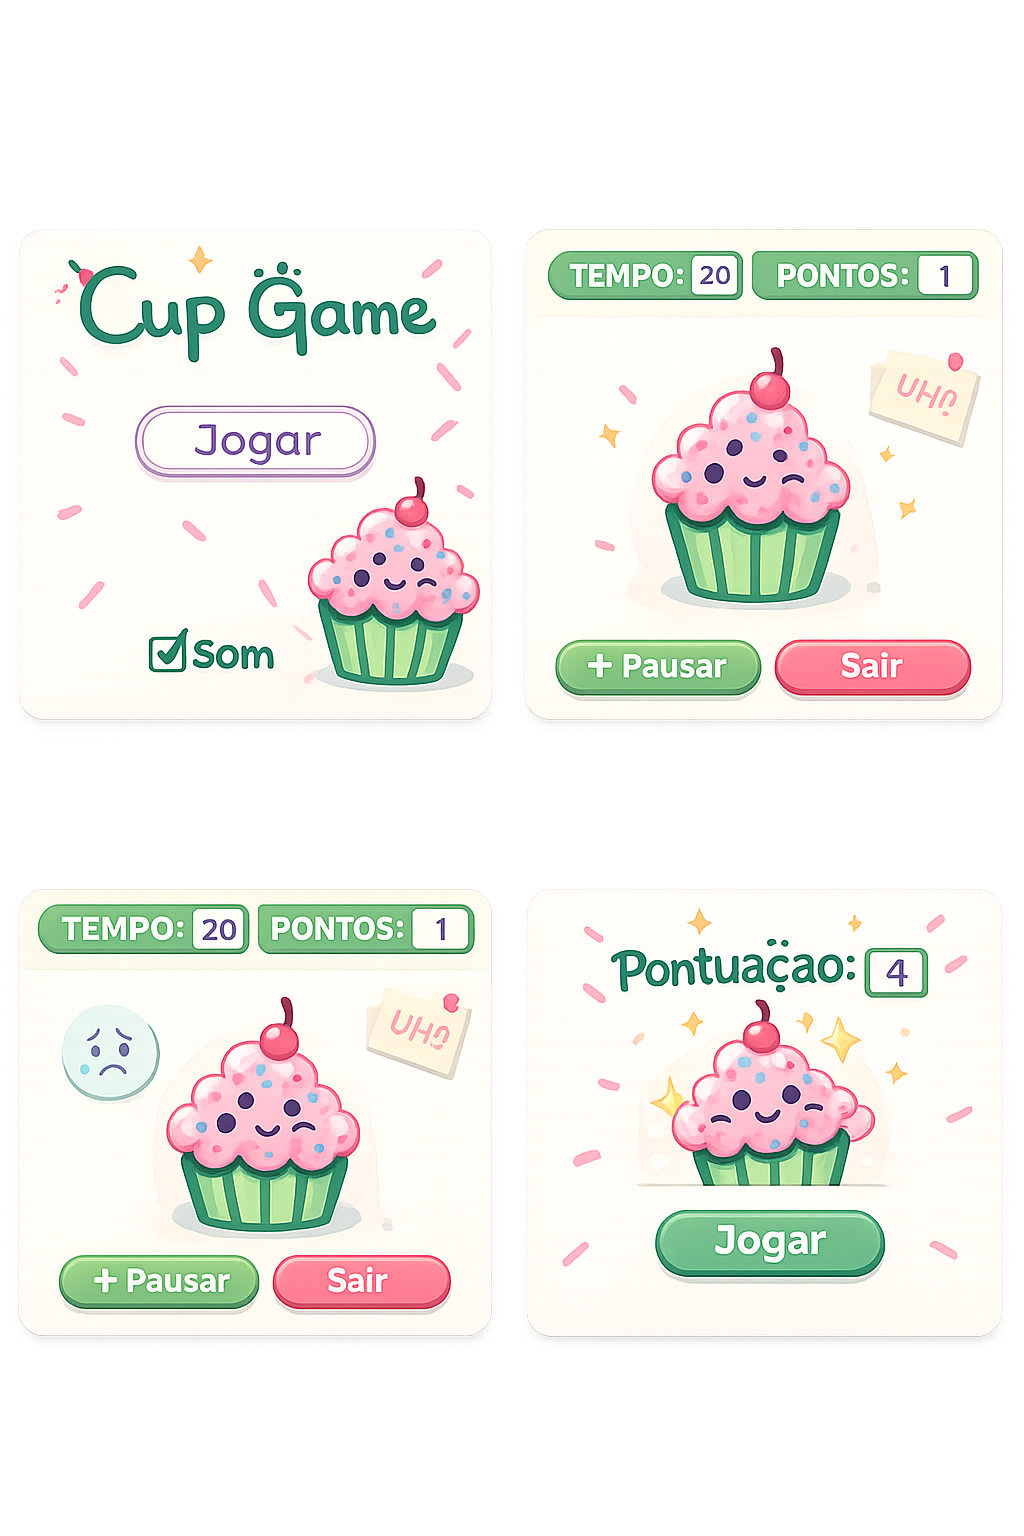 Cup Game
Jogar
Som
TEMPO: 20 PONTOS: 1
+ Pausar Sair
TEMPO: 20 PONTOS: 1
+ Pausar Sair
Pontuaçao: 4
Jogar